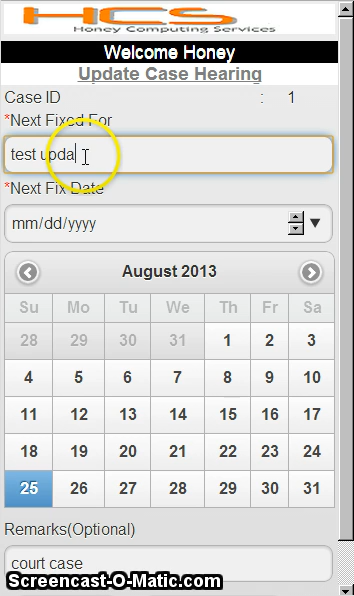 HCS
Honey Computing Services
Welcome Honey
Update Case Hearing
Case ID : 1
*Next Fixed For
test upda
*Next Fix Date
mm/dd/yyyy
August 2013
Su Mo Tu We Th Fr Sa
28 29 30 31 1 2 3
4 5 6 7 8 9 10
11 12 13 14 15 16 17
18 19 20 21 22 23 24
25 26 27 28 29 30 31
Remarks(Optional)
court case
Screencast-O-Matic.com